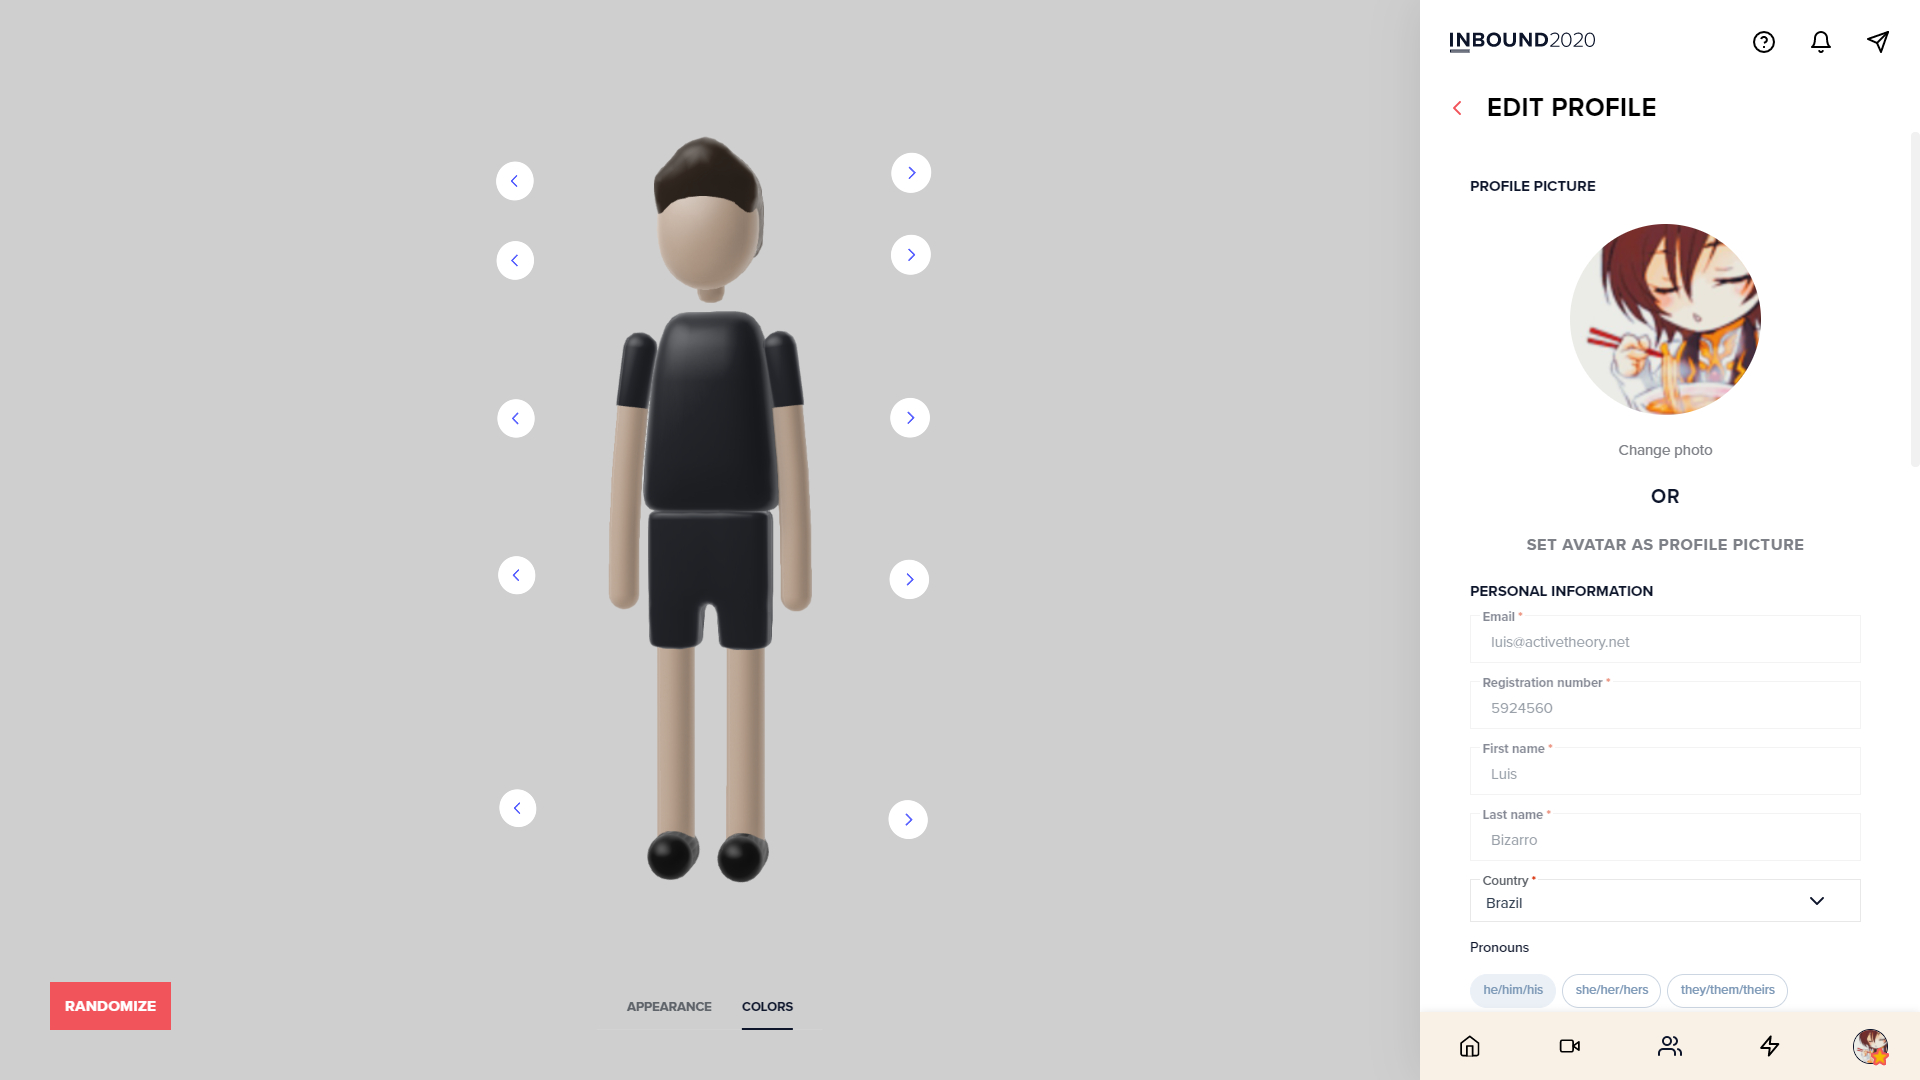 INBOUND2020
EDIT PROFILE
PROFILE PICTURE
Change photo
OR
SET AVATAR AS PROFILE PICTURE
PERSONAL INFORMATION
Email *
luis@activetheory.net
Registration number *
5924560
First name *
Luis
Last name *
Bizarro
Country *
Brazil
Pronouns
he/him/his she/her/hers they/them/theirs
RANDOMIZE
APPEARANCE COLORS